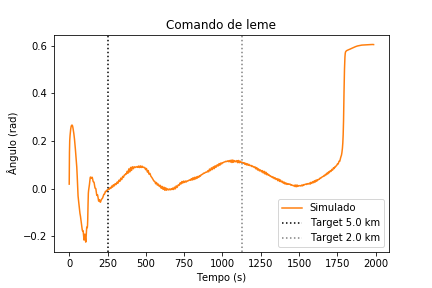 Comando de leme
Ângulo (rad)
0.6
0.4
0.2
0.0
−0.2
0 250 500 750 1000 1250 1500 1750 2000
Tempo (s)
Simulado
Target 5.0 km
Target 2.0 km